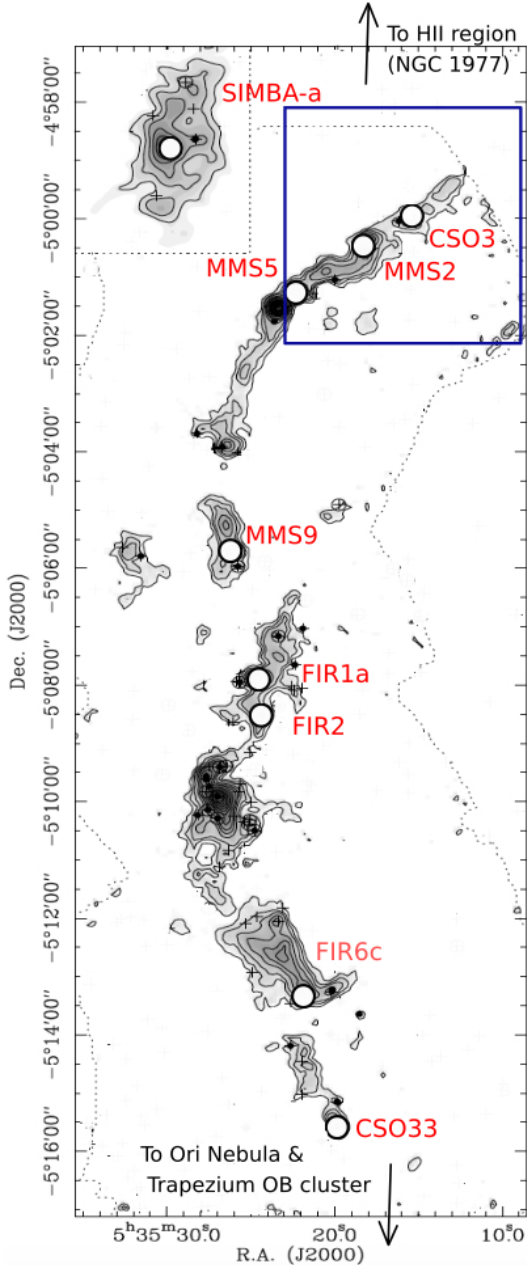 To HII region
(NGC 1977)
SIMBA-a
CSO3
MMS5
MMS2
MMS9
FIR1a
FIR2
FIR6c
CSO33
To Ori Nebula &
Trapezium OB cluster
Dec. (J2000)
−4°58'00"
−5°00'00"
−5°02'00"
−5°04'00"
−5°06'00"
−5°08'00"
−5°10'00"
−5°12'00"
−5°14'00"
−5°16'00"
5ʰ35ᵐ30ˢ 20ˢ 10ˢ
R.A. (J2000)